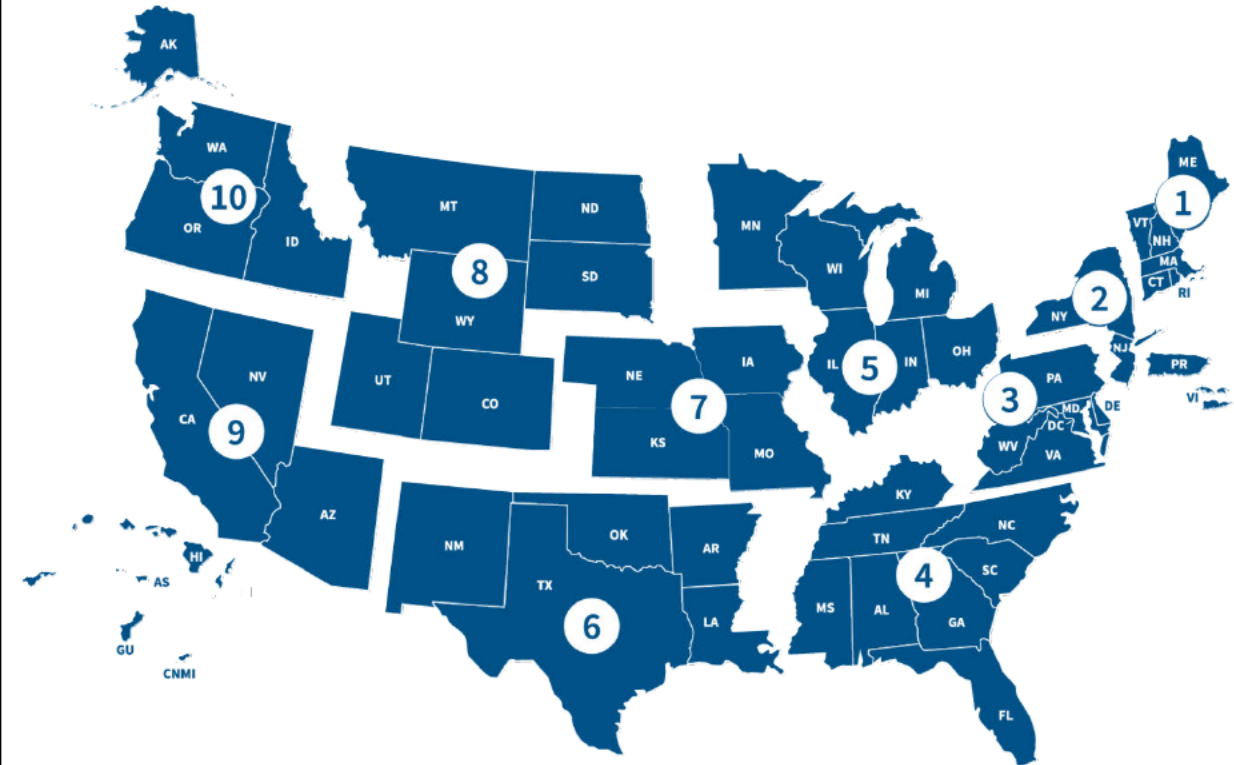 AK
WA
10
OR
ID
MT
ND
8
SD
WY
UT
CO
MN
WI
MI
5
IL
IN
OH
ME
1
VT
NH
MA
CT
RI
2
NY
NJ
PR
VI
3
PA
MD
DE
DC
WV
VA
NV
CA
9
AZ
NE
IA
7
KS
MO
HI
AS
GU
CNMI
NM
OK
AR
TX
6
LA
KY
TN
NC
SC
4
MS
AL
GA
FL